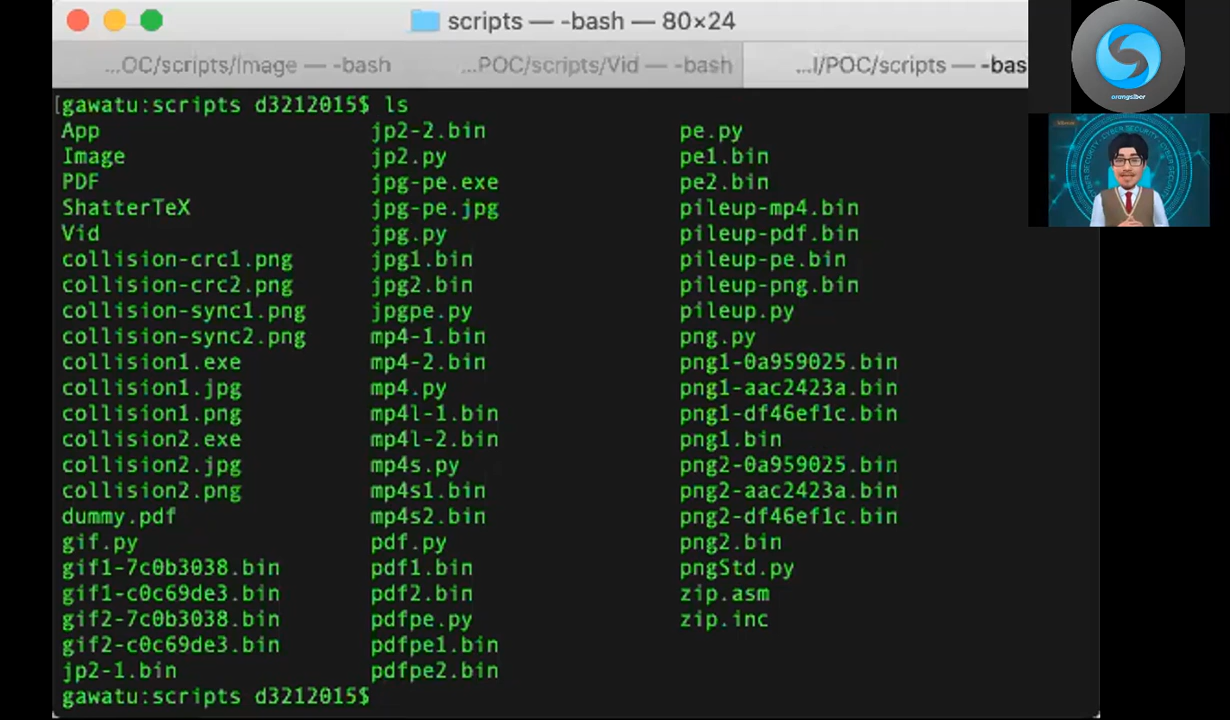 scripts — -bash — 80×24
...OC/scripts/Image — -bash ...POC/scripts/Vid — -bash ...I/POC/scripts — -bas
[gawatu:scripts d3212015$ ls
App jp2-2.bin pe.py
Image jp2.py pe1.bin
PDF jpg-pe.exe pe2.bin
ShatterTeX jpg-pe.jpg pileup-mp4.bin
Vid jpg.py pileup-pdf.bin
collision-crc1.png jpg1.bin pileup-pe.bin
collision-crc2.png jpg2.bin pileup-png.bin
collision-sync1.png jpgpe.py pileup.py
collision-sync2.png mp4-1.bin png.py
collision1.exe mp4-2.bin png1-0a959025.bin
collision1.jpg mp4.py png1-aac2423a.bin
collision1.png mp4l-1.bin png1-df46ef1c.bin
collision2.exe mp4l-2.bin png1.bin
collision2.jpg mp4s.py png2-0a959025.bin
collision2.png mp4s1.bin png2-aac2423a.bin
dummy.pdf mp4s2.bin png2-df46ef1c.bin
gif.py pdf.py png2.bin
gif1-7c0b3038.bin pdf1.bin pngStd.py
gif1-c0c69de3.bin pdf2.bin zip.asm
gif2-7c0b3038.bin pdfpe.py zip.inc
gif2-c0c69de3.bin pdfpe1.bin
jp2-1.bin pdfpe2.bin
gawatu:scripts d3212015$
orangsiber
CYBER SECURITY